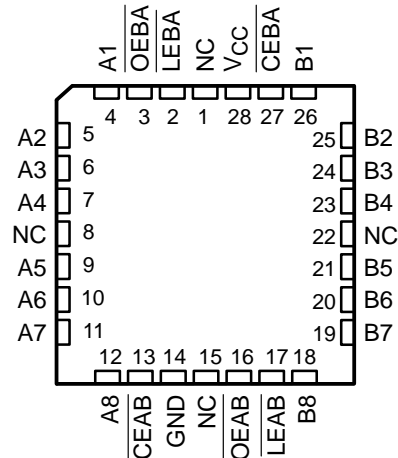 A1 OEBA LEBA NC VCC CEBA B1
4 3 2 1 28 27 26
A2 5 25 B2
A3 6 24 B3
A4 7 23 B4
NC 8 22 NC
A5 9 21 B5
A6 10 20 B6
A7 11 19 B7
12 13 14 15 16 17 18
A8 CEAB GND NC OEAB LEAB B8